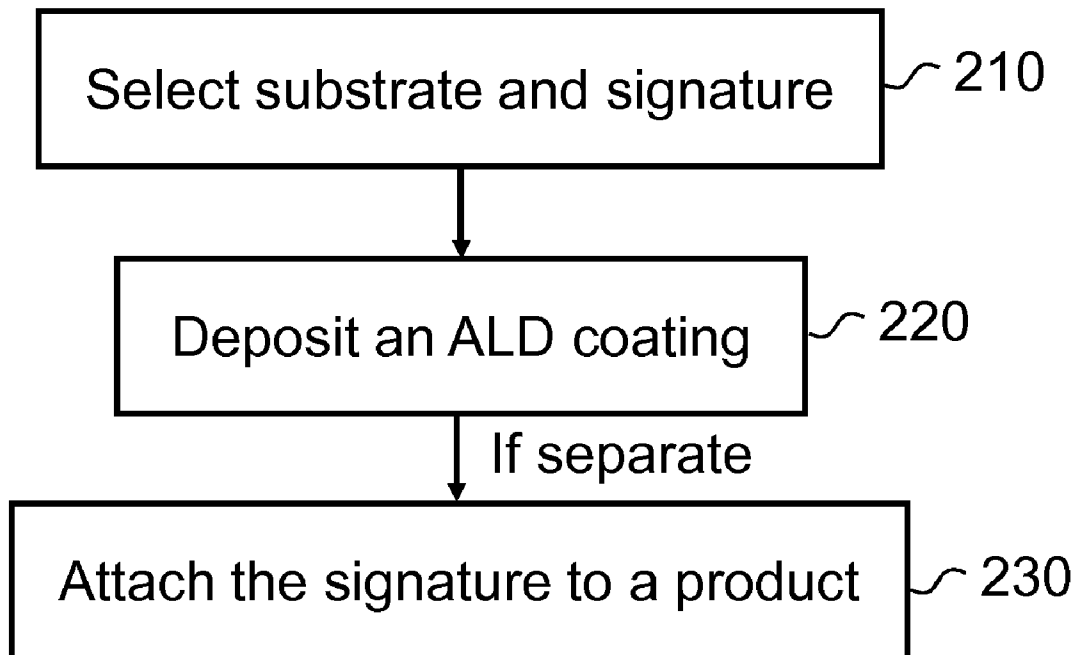 Select substrate and signature 210
Deposit an ALD coating 220
If separate
Attach the signature to a product 230